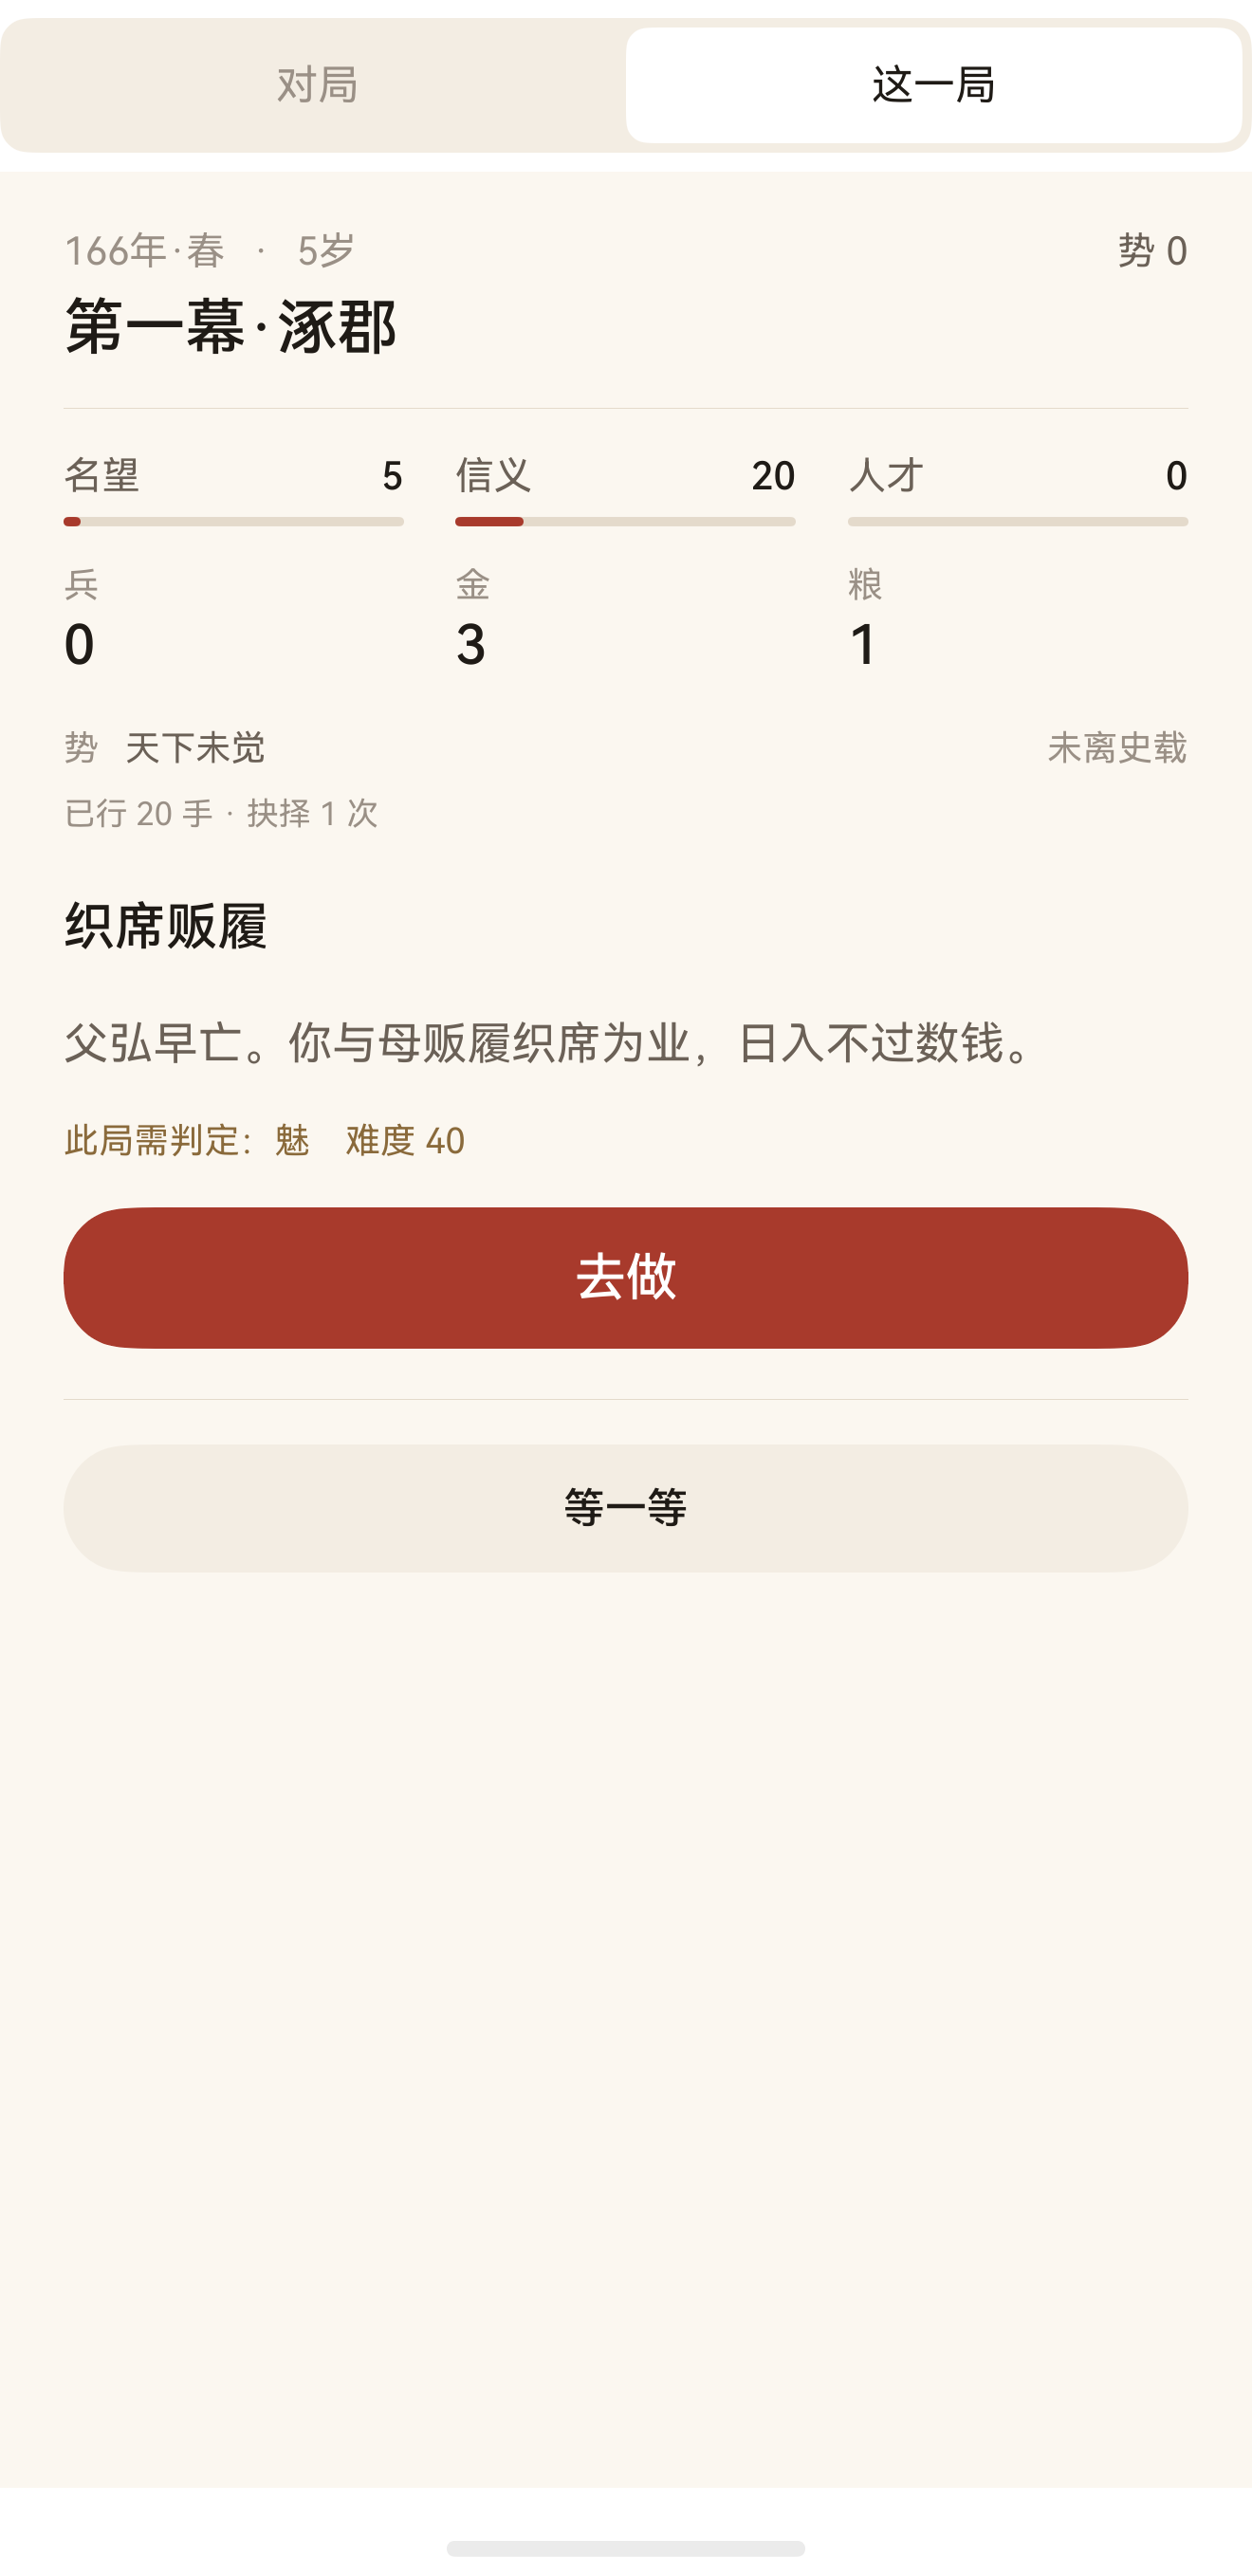 对局 这一局
166年·春 · 5岁 势 0
第一幕·涿郡
名望 5 信义 20 人才 0
兵 金 粮
0 3 1
势 天下未觉 未离史载
已行 20 手 · 抉择 1 次
织席贩履
父弘早亡。你与母贩履织席为业，日入不过数钱。
此局需判定：魅 难度 40
去做
等一等